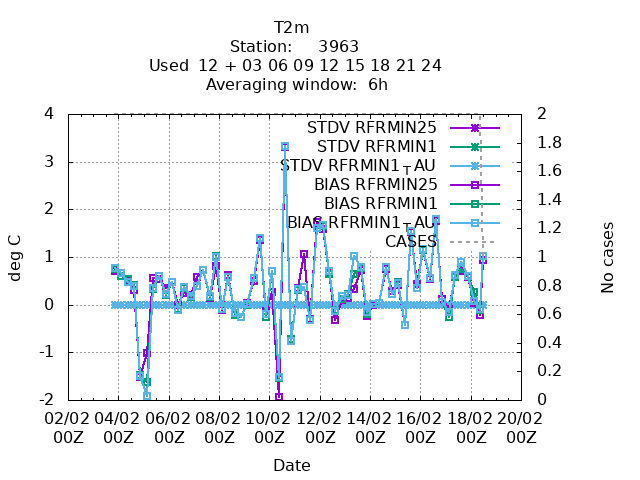 T2m
Station: 3963
Used 12 + 03 06 09 12 15 18 21 24
Averaging window: 6h
4
3
2
1
0
-1
-2
deg C
2
1.8
1.6
1.4
1.2
1
0.8
0.6
0.4
0.2
0
No cases
STDV RFRMIN25
STDV RFRMIN1
STDV RFRMIN1_AU
BIAS RFRMIN25
BIAS RFRMIN1
BIAS RFRMIN1_AU
CASES
02/02 04/02 06/02 08/02 10/02 12/02 14/02 16/02 18/02 20/02
00Z 00Z 00Z 00Z 00Z 00Z 00Z 00Z 00Z 00Z
Date